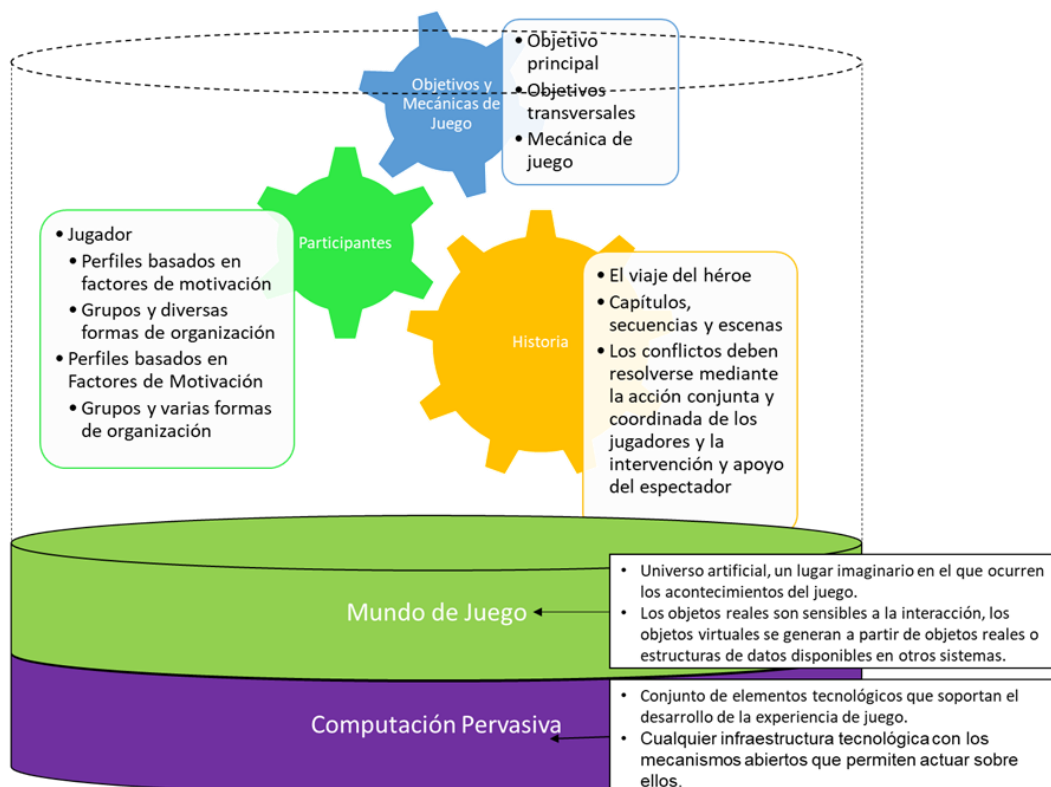 Objetivos y
Mecánicas de
Juego
• Objetivo
principal
• Objetivos
transversales
• Mecánica de
juego
Participantes
• Jugador
• Perfiles basados en
factores de motivación
• Grupos y diversas
formas de organización
• Perfiles basados en
Factores de Motivación
• Grupos y varias formas
de organización
Historia
• El viaje del héroe
• Capítulos,
secuencias y escenas
• Los conflictos deben
resolverse mediante
la acción conjunta y
coordinada de los
jugadores y la
intervención y apoyo
del espectador
Mundo de Juego
• Universo artificial, un lugar imaginario en el que ocurren
los acontecimientos del juego.
• Los objetos reales son sensibles a la interacción, los
objetos virtuales se generan a partir de objetos reales o
estructuras de datos disponibles en otros sistemas.
Computación Pervasiva
• Conjunto de elementos tecnológicos que soportan el
desarrollo de la experiencia de juego.
• Cualquier infraestructura tecnológica con los
mecanismos abiertos que permiten actuar sobre
ellos.